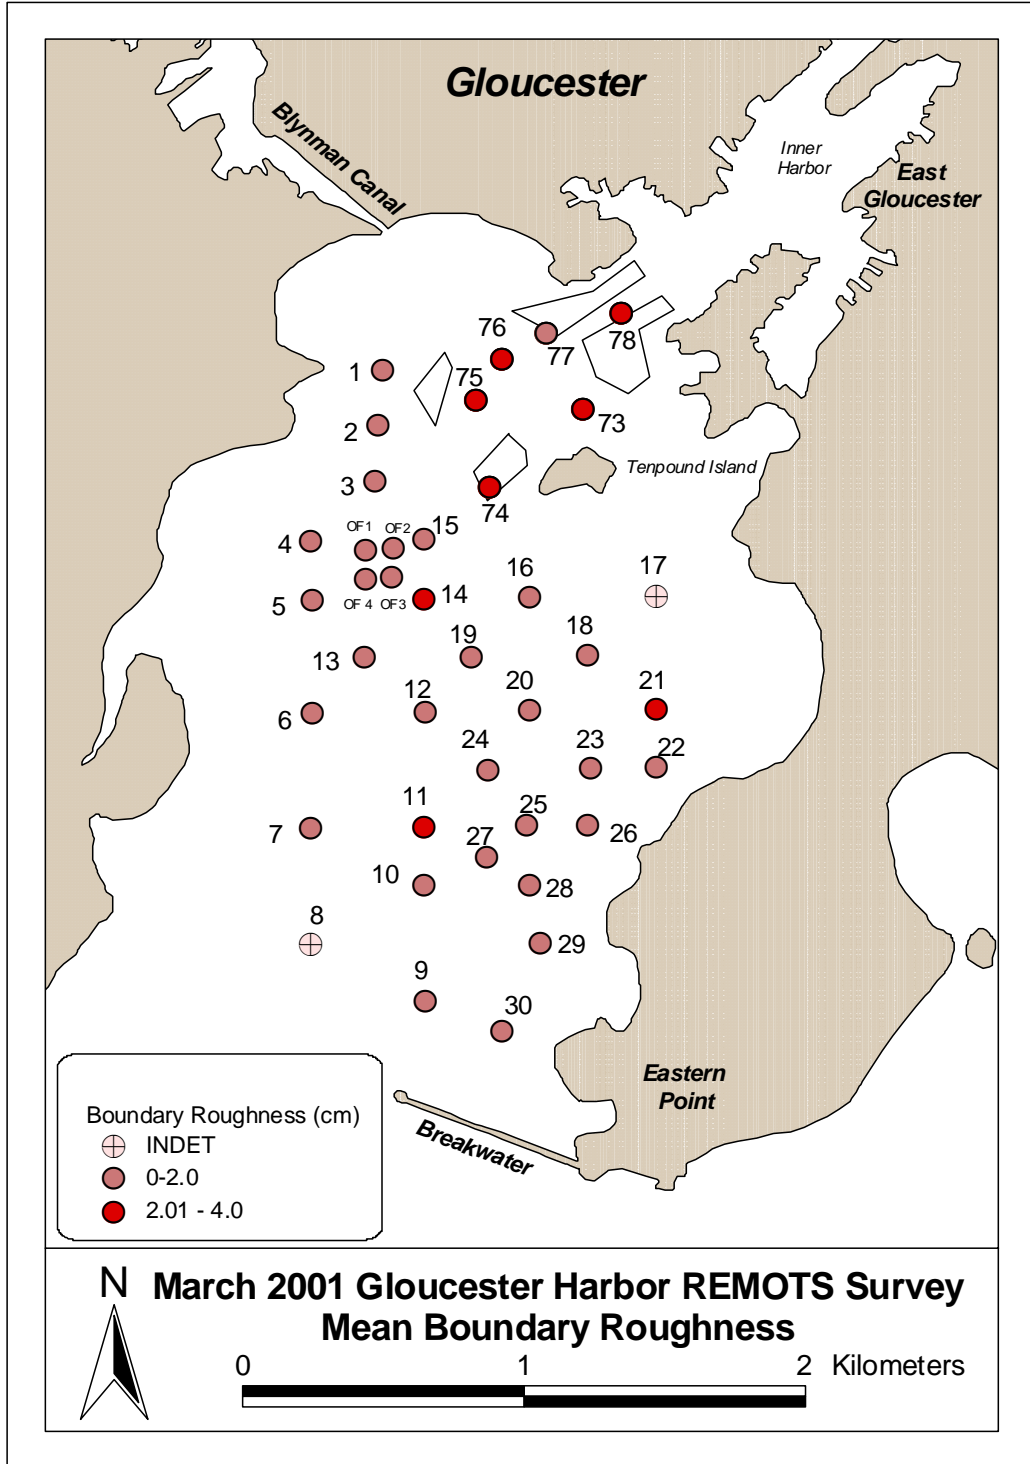 Gloucester
Blynman Canal
Inner
Harbor
East
Gloucester
76
77
78
1
75
73
2
Tenpound Island
3
74
15
OF1
OF2
4
16
17
5
OF 4
OF3
14
13
19
18
12
20
21
6
24
23
22
11
25
7
27
26
10
28
8
29
9
30
Eastern
Point
Breakwater
Boundary Roughness (cm)
INDET
0-2.0
2.01 - 4.0
N
March 2001 Gloucester Harbor REMOTS Survey
Mean Boundary Roughness
0 1 2 Kilometers